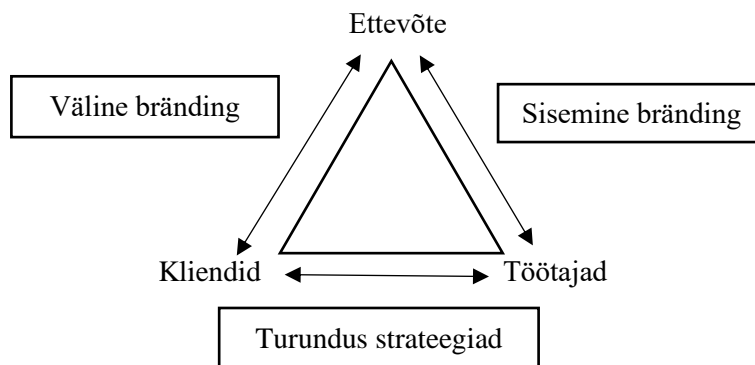 Ettevõte
Väline bränding
Sisemine bränding
Kliendid
Töötajad
Turundus strateegiad